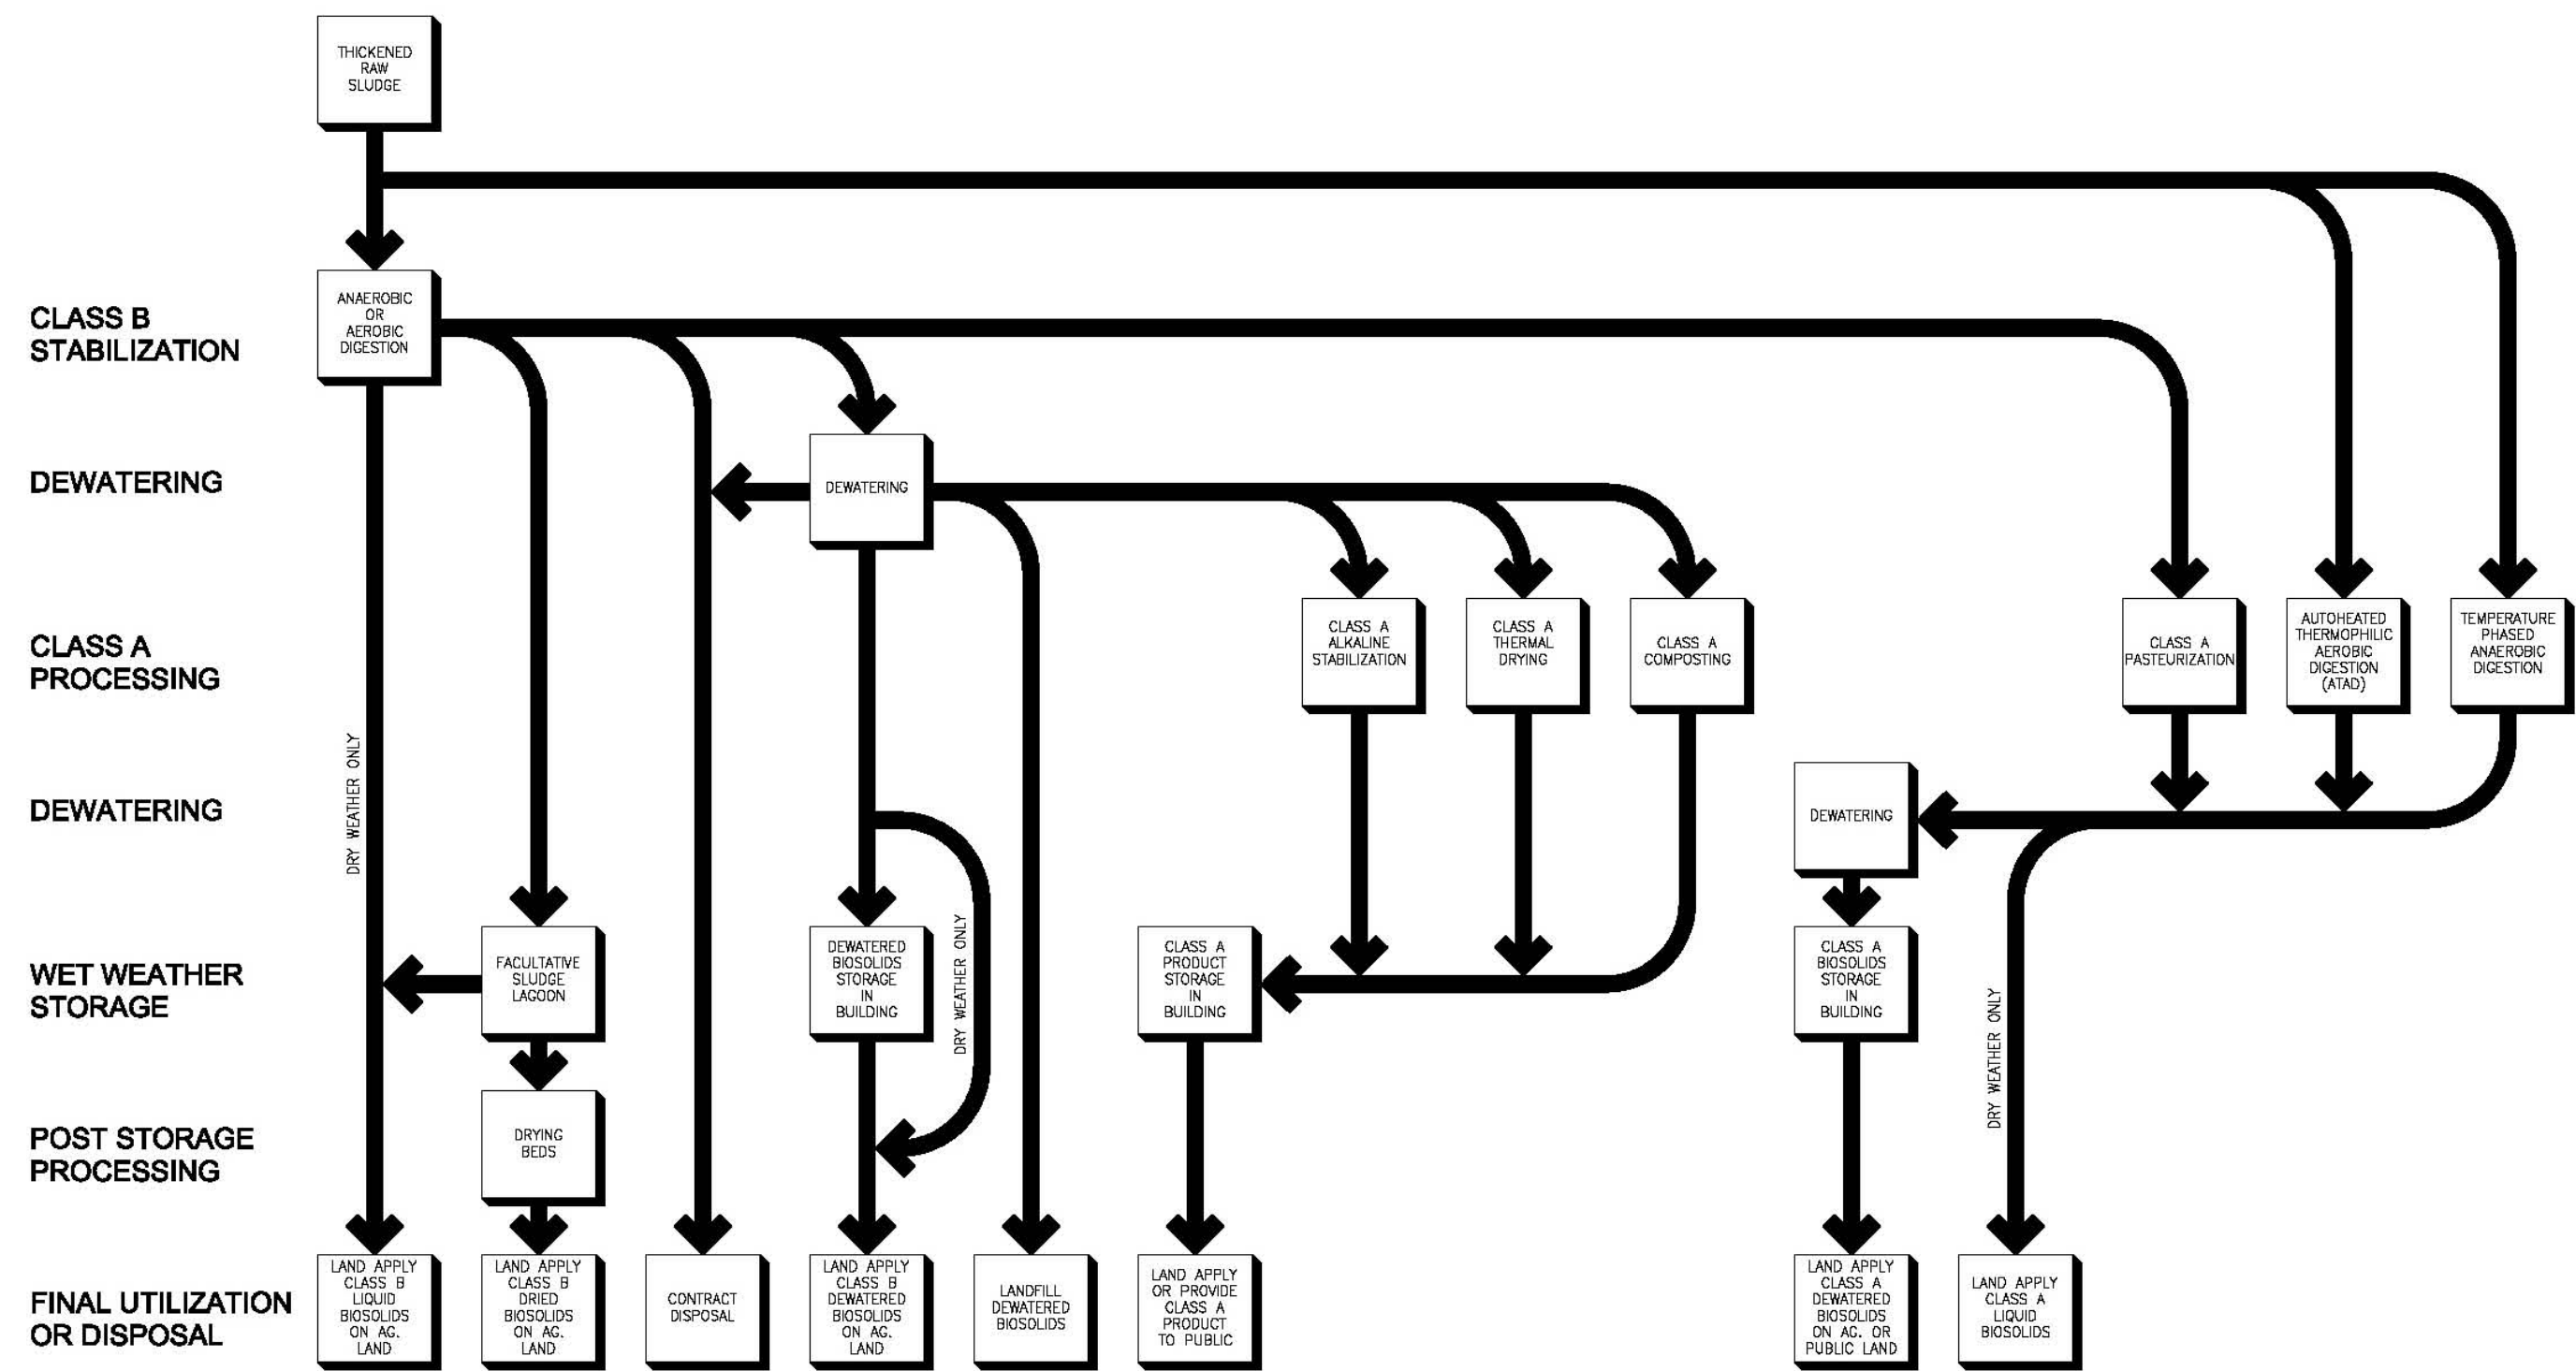 THICKENED
RAW
SLUDGE
CLASS B
STABILIZATION
ANAEROBIC
OR
AEROBIC
DIGESTION
DEWATERING
DEWATERING
CLASS A
PROCESSING
CLASS A
ALKALINE
STABILIZATION
CLASS A
THERMAL
DRYING
CLASS A
COMPOSTING
CLASS A
PASTEURIZATION
AUTOHEATED
THERMOPHILIC
AEROBIC
DIGESTION
(ATAD)
TEMPERATURE
PHASED
ANAEROBIC
DIGESTION
DRY WEATHER ONLY
DEWATERING
DEWATERING
WET WEATHER
STORAGE
FACULTATIVE
SLUDGE
LAGOON
DEWATERED
BIOSOLIDS
STORAGE
IN
BUILDING
DRY WEATHER ONLY
CLASS A
PRODUCT
STORAGE
IN
BUILDING
CLASS A
BIOSOLIDS
STORAGE
IN
BUILDING
DRY WEATHER ONLY
POST STORAGE
PROCESSING
DRYING
BEDS
FINAL UTILIZATION
OR DISPOSAL
LAND APPLY
CLASS B
LIQUID
BIOSOLIDS
ON AG.
LAND
LAND APPLY
CLASS B
DRIED
BIOSOLIDS
ON AG.
LAND
CONTRACT
DISPOSAL
LAND APPLY
CLASS B
DEWATERED
BIOSOLIDS
ON AG.
LAND
LANDFILL
DEWATERED
BIOSOLIDS
LAND APPLY
OR PROVIDE
CLASS A
PRODUCT
TO PUBLIC
LAND APPLY
CLASS A
DEWATERED
BIOSOLIDS
ON AG. OR
PUBLIC LAND
LAND APPLY
CLASS A
LIQUID
BIOSOLIDS